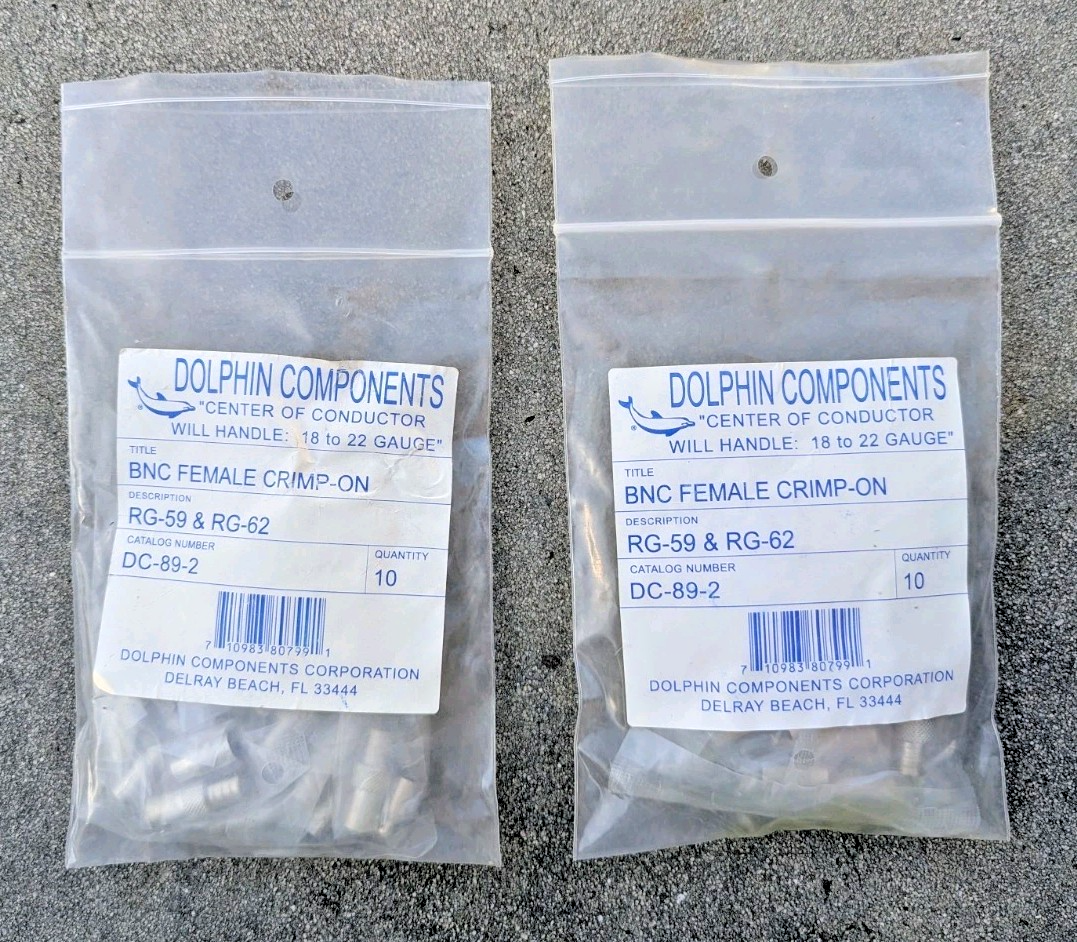 DOLPHIN COMPONENTS
"CENTER OF CONDUCTOR
WILL HANDLE: 18 to 22 GAUGE"
®
TITLE
BNC FEMALE CRIMP-ON
DESCRIPTION
RG-59 & RG-62
CATALOG NUMBER
DC-89-2
QUANTITY
10
7 10983 80799 1
DOLPHIN COMPONENTS CORPORATION
DELRAY BEACH, FL 33444
DOLPHIN COMPONENTS
"CENTER OF CONDUCTOR
WILL HANDLE: 18 to 22 GAUGE"
®
TITLE
BNC FEMALE CRIMP-ON
DESCRIPTION
RG-59 & RG-62
CATALOG NUMBER
DC-89-2
QUANTITY
10
7 10983 80799 1
DOLPHIN COMPONENTS CORPORATION
DELRAY BEACH, FL 33444